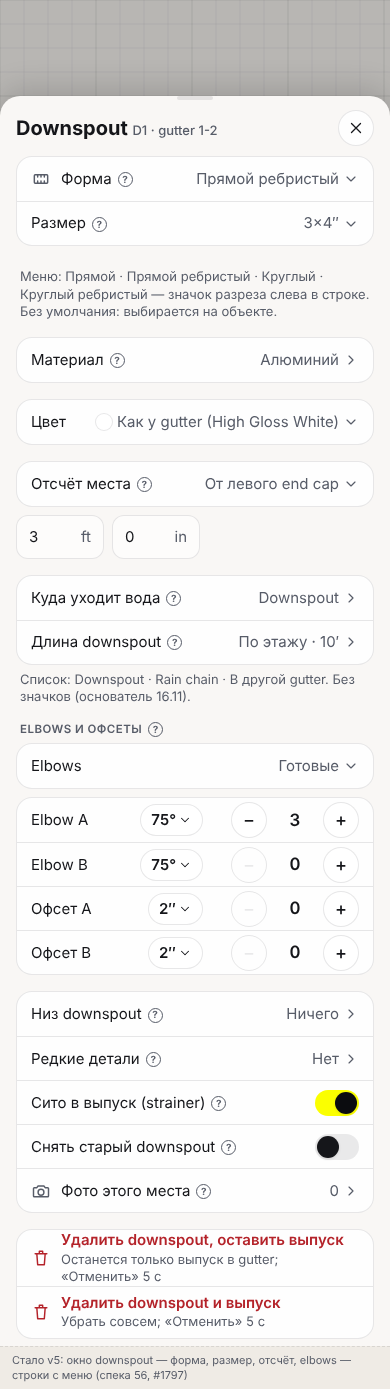 Downspout D1 · gutter 1-2
Форма ? Прямой ребристый
Размер ? 3×4″
Меню: Прямой · Прямой ребристый · Круглый ·
Круглый ребристый — значок разреза слева в строке.
Без умолчания: выбирается на объекте.
Материал ? Алюминий
Цвет Как у gutter (High Gloss White)
Отсчёт места ? От левого end cap
3 ft 0 in
Куда уходит вода ? Downspout
Длина downspout ? По этажу · 10′
Список: Downspout · Rain chain · В другой gutter. Без
значков (основатель 16.11).
ELBOWS И ОФСЕТЫ ?
Elbows Готовые
Elbow A 75° − 3 +
Elbow B 75° − 0 +
Офсет A 2″ − 0 +
Офсет B 2″ − 0 +
Низ downspout ? Ничего
Редкие детали ? Нет
Сито в выпуск (strainer) ?
Снять старый downspout ?
Фото этого места ? 0
Удалить downspout, оставить выпуск
Останется только выпуск в gutter;
«Отменить» 5 с
Удалить downspout и выпуск
Убрать совсем; «Отменить» 5 с
Стало v5: окно downspout — форма, размер, отсчёт, elbows —
строки с меню (спека 56, #1797)